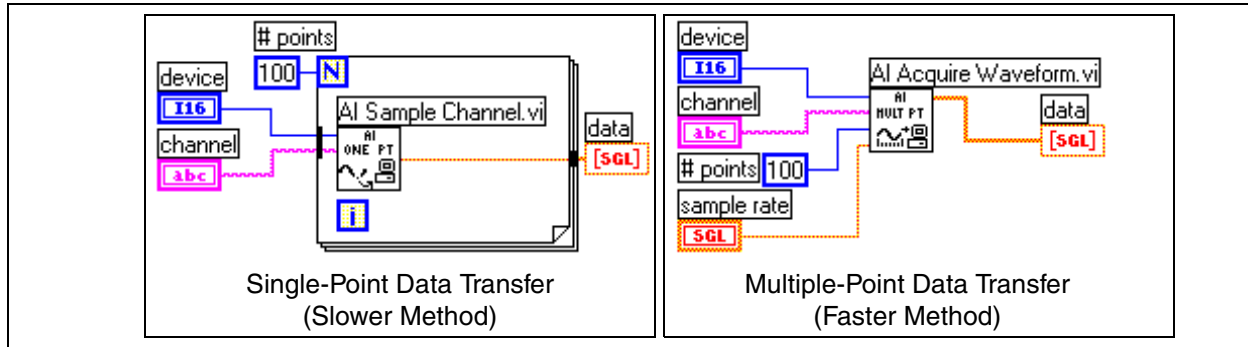 # points
100
N
device
I16
channel
abc
AI Sample Channel.vi
AI
ONE PT
i
data
[SGL]
Single-Point Data Transfer
(Slower Method)
device
I16
channel
abc
# points 100
sample rate
SGL
AI Acquire Waveform.vi
AI
MULT PT
data
[SGL]
Multiple-Point Data Transfer
(Faster Method)